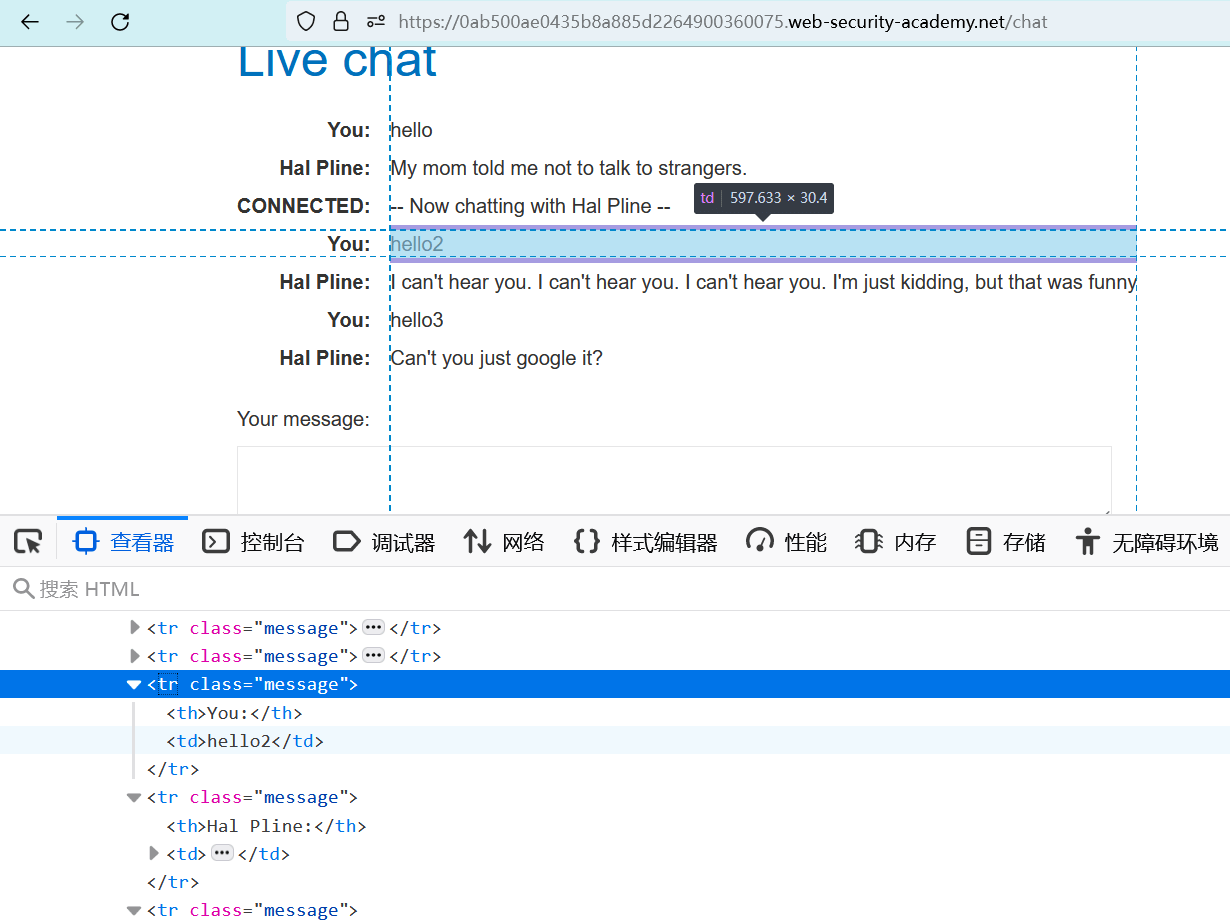 https://0ab500ae0435b8a885d2264900360075.web-security-academy.net/chat
Live chat
You: hello
Hal Pline: My mom told me not to talk to strangers.
CONNECTED: -- Now chatting with Hal Pline --
td 597.633 × 30.4
You: hello2
Hal Pline: I can't hear you. I can't hear you. I can't hear you. I'm just kidding, but that was funny
You: hello3
Hal Pline: Can't you just google it?
Your message:
查看器 控制台 调试器 网络 样式编辑器 性能 内存 存储 无障碍环境
搜索 HTML
<tr class="message"> ••• </tr>
<tr class="message"> ••• </tr>
<tr class="message">
<th>You:</th>
<td>hello2</td>
</tr>
<tr class="message">
<th>Hal Pline:</th>
<td> ••• </td>
</tr>
<tr class="message">